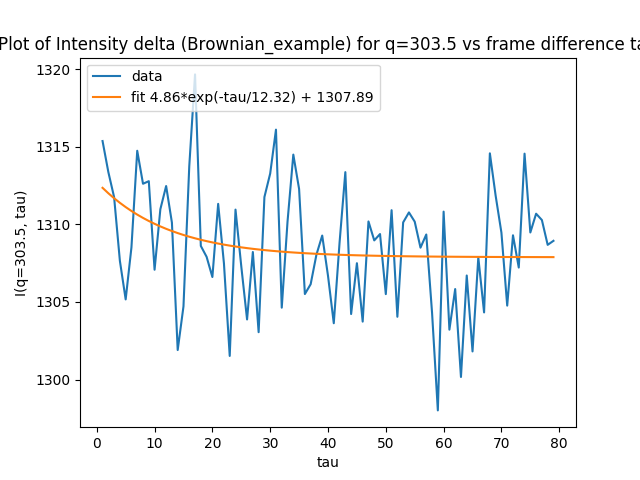 Plot of Intensity delta (Brownian_example) for q=303.5 vs frame difference
data
fit 4.86*exp(-tau/12.32) + 1307.89
I(q=303.5, tau)
1320
1315
1310
1305
1300
0 10 20 30 40 50 60 70 80
tau